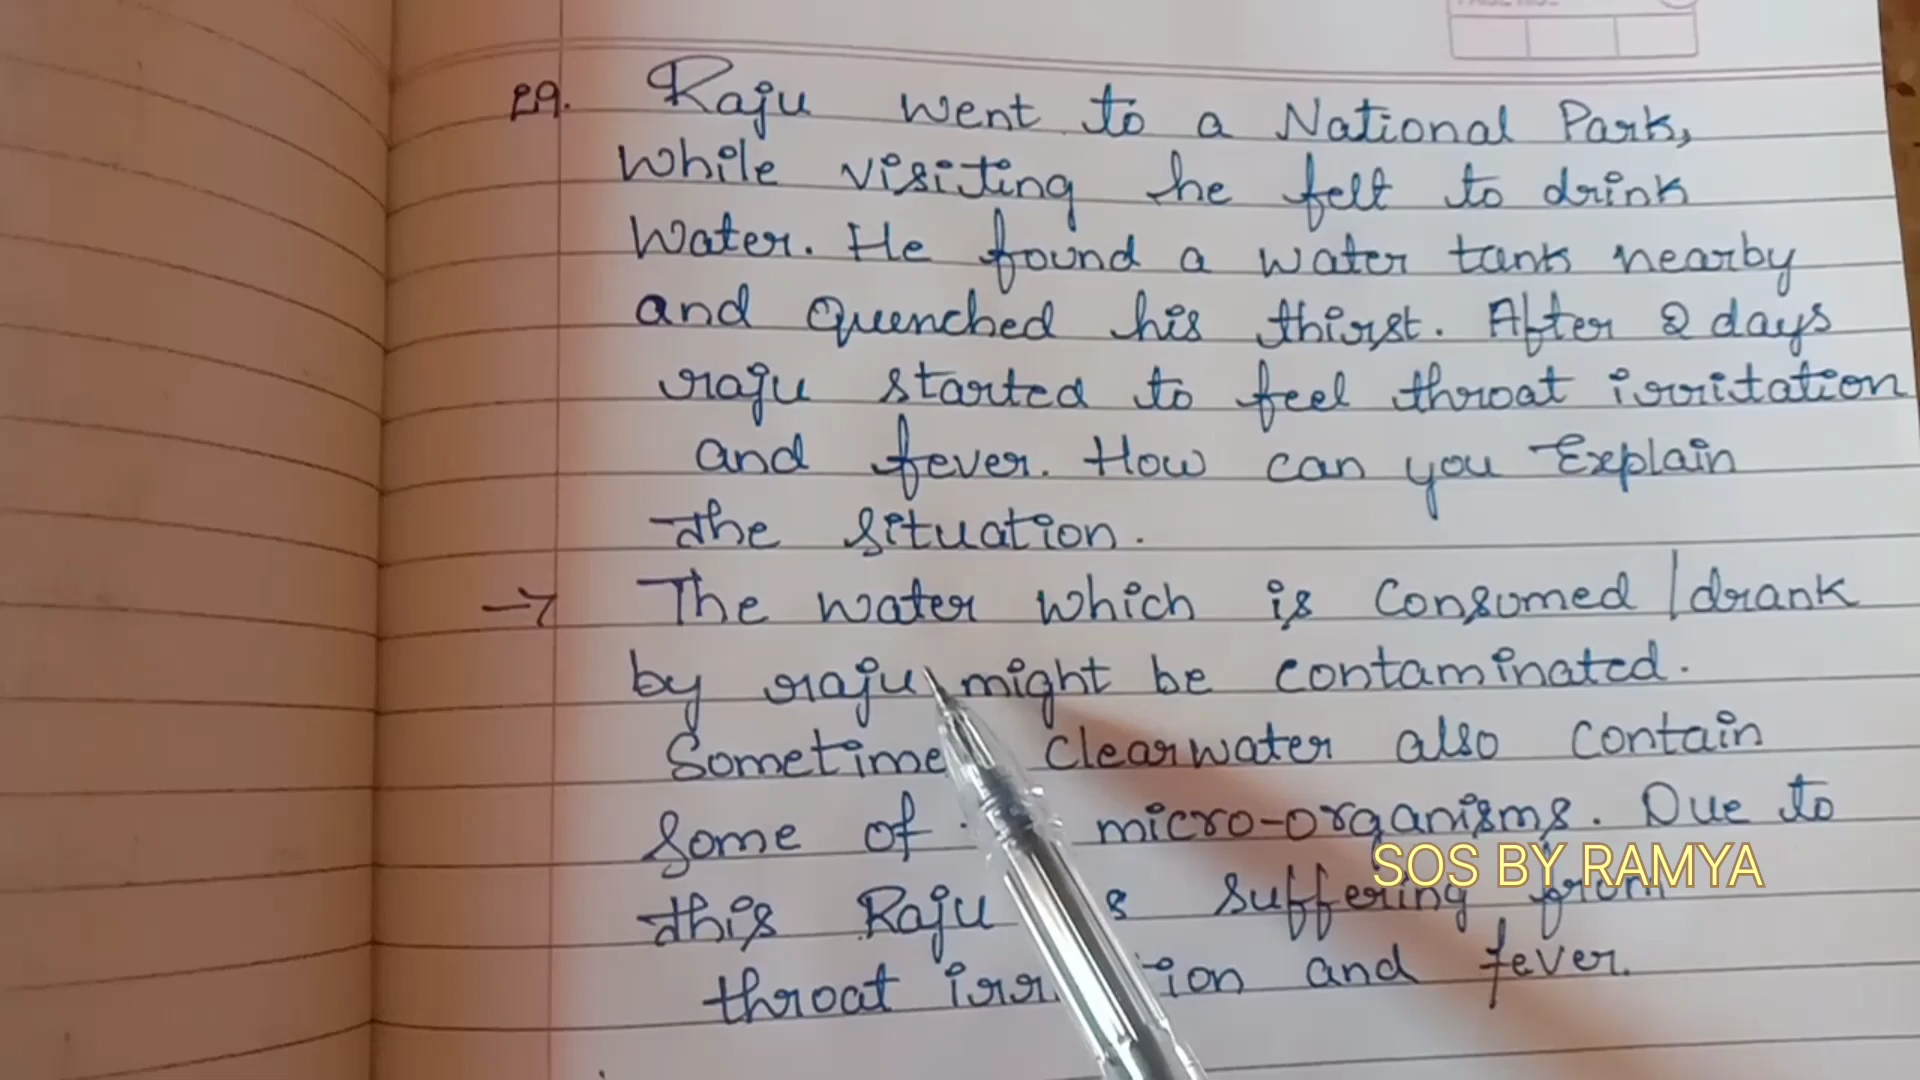 29. Raju went to a National Park,
while visiting he felt to drink
water. He found a water tank nearby
and quenched his thirst. After 2 days
raju started to feel throat irritation
and fever. How can you Explain
the situation.
→ The water which is Consumed / drank
by raju might be contaminated.
Sometime clearwater also contain
some of micro-organisms. Due to
SOS BY RAMYA
this Raju suffering from
throat and fever.